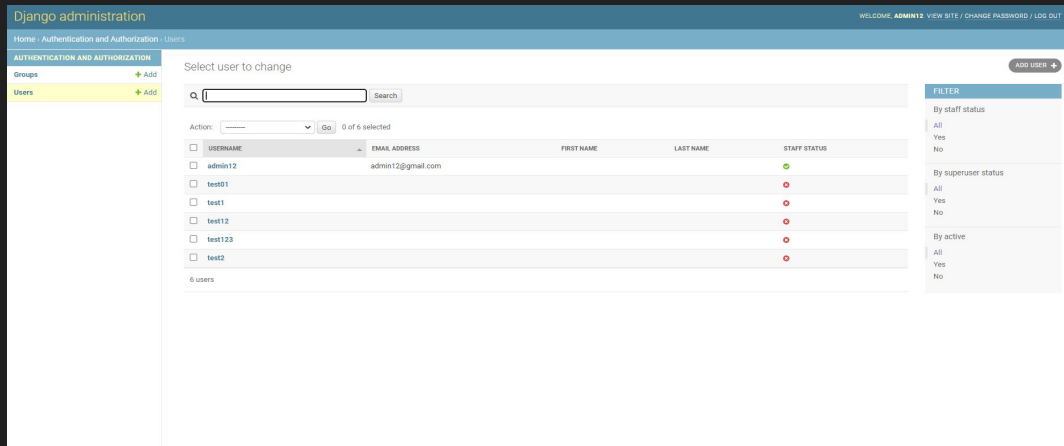 Django administration
WELCOME, ADMIN12 VIEW SITE / CHANGE PASSWORD / LOG OUT
Home › Authentication and Authorization › Users
AUTHENTICATION AND AUTHORIZATION
Groups + Add
Users + Add
Select user to change
ADD USER +
Search
Action: --------- Go 0 of 6 selected
USERNAME EMAIL ADDRESS FIRST NAME LAST NAME STAFF STATUS
admin12 admin12@gmail.com
test01
test1
test12
test123
test2
6 users
FILTER
By staff status
All
Yes
No
By superuser status
All
Yes
No
By active
All
Yes
No